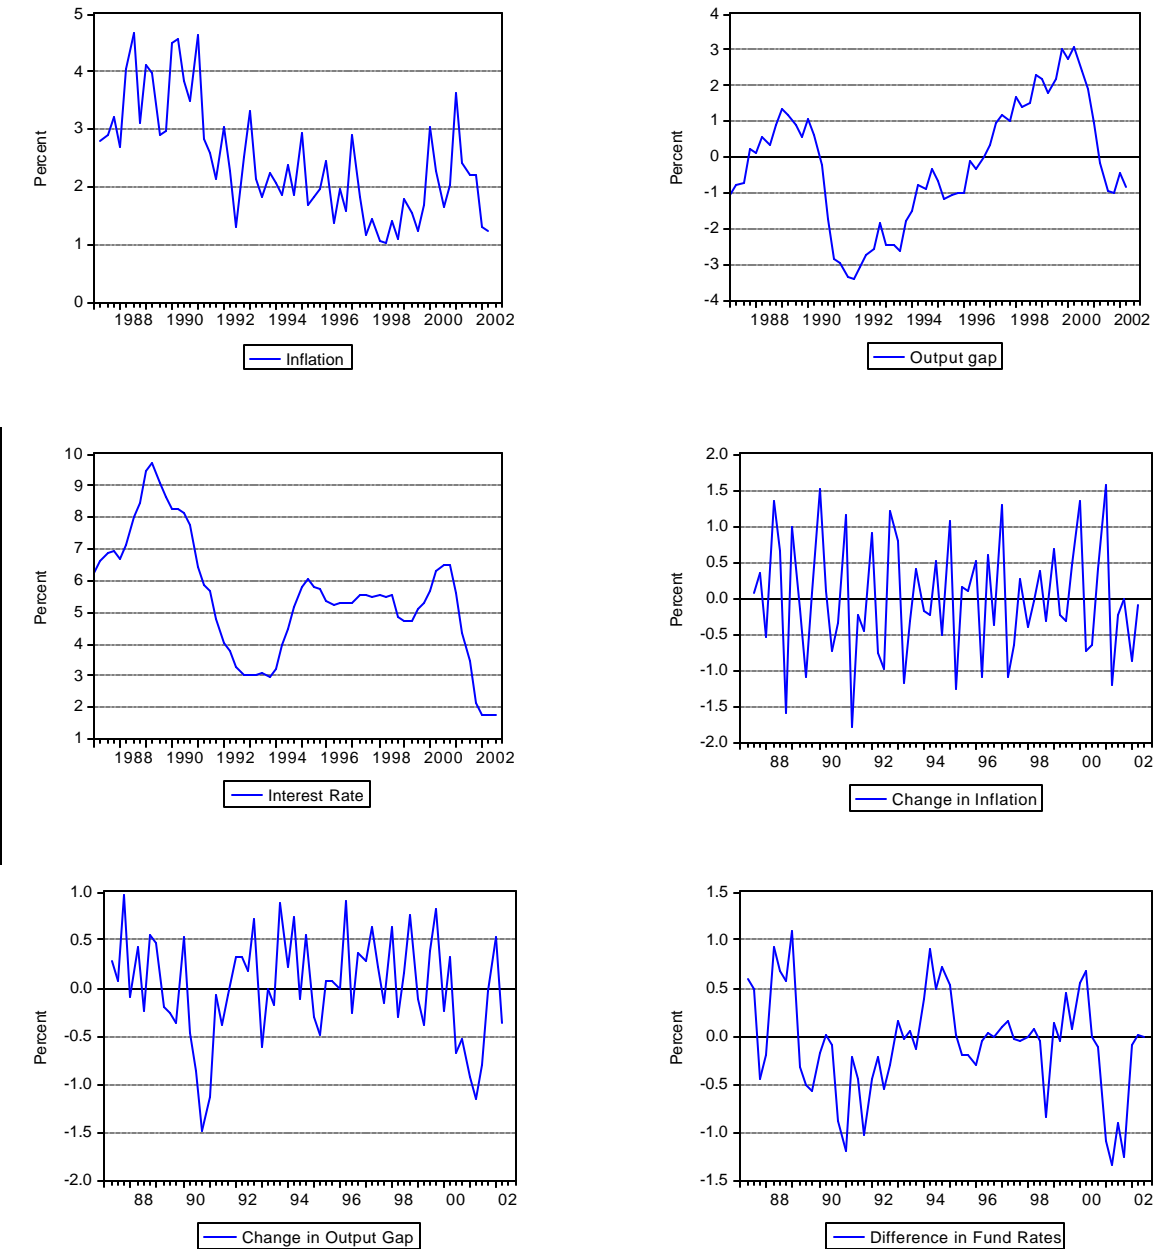 5
4
3
2
1
0
Percent
1988 1990 1992 1994 1996 1998 2000 2002
Inflation
4
3
2
1
0
-1
-2
-3
-4
Percent
1988 1990 1992 1994 1996 1998 2000 2002
Output gap
10
9
8
7
6
5
4
3
2
1
Percent
1988 1990 1992 1994 1996 1998 2000 2002
Interest Rate
2.0
1.5
1.0
0.5
0.0
-0.5
-1.0
-1.5
-2.0
Percent
88 90 92 94 96 98 00 02
Change in Inflation
1.0
0.5
0.0
-0.5
-1.0
-1.5
-2.0
Percent
88 90 92 94 96 98 00 02
Change in Output Gap
1.5
1.0
0.5
0.0
-0.5
-1.0
-1.5
Percent
88 90 92 94 96 98 00 02
Difference in Fund Rates